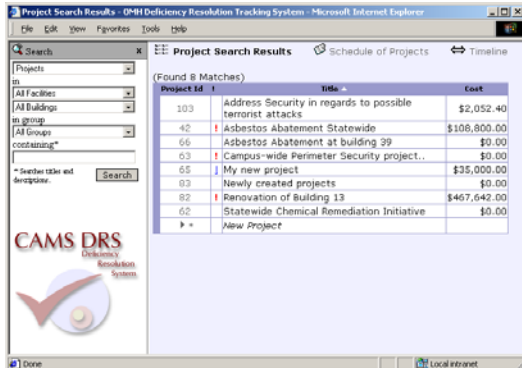 Project Search Results - OMH Deficiency Resolution Tracking System - Microsoft Internet Explorer
File Edit View Favorites Tools Help
Search x
Projects
in
All Facilities
All Buildings
in group
All Groups
containing*
* Searches titles and descriptions.
Search
CAMS DRS
Deficiency
Resolution
System
Project Search Results Schedule of Projects Timeline
(Found 8 Matches)
Project Id ! Title Cost
103 Address Security in regards to possible terrorist attacks $2,052.40
42 ! Asbestos Abatement Statewide $108,800.00
66 Asbestos Abatement at building 39 $0.00
63 ! Campus-wide Perimeter Security project.. $0.00
65 My new project $35,000.00
83 Newly created projects $0.00
82 ! Renovation of Building 13 $467,642.00
62 Statewide Chemical Remediation Initiative $0.00
* New Project
Done Local intranet